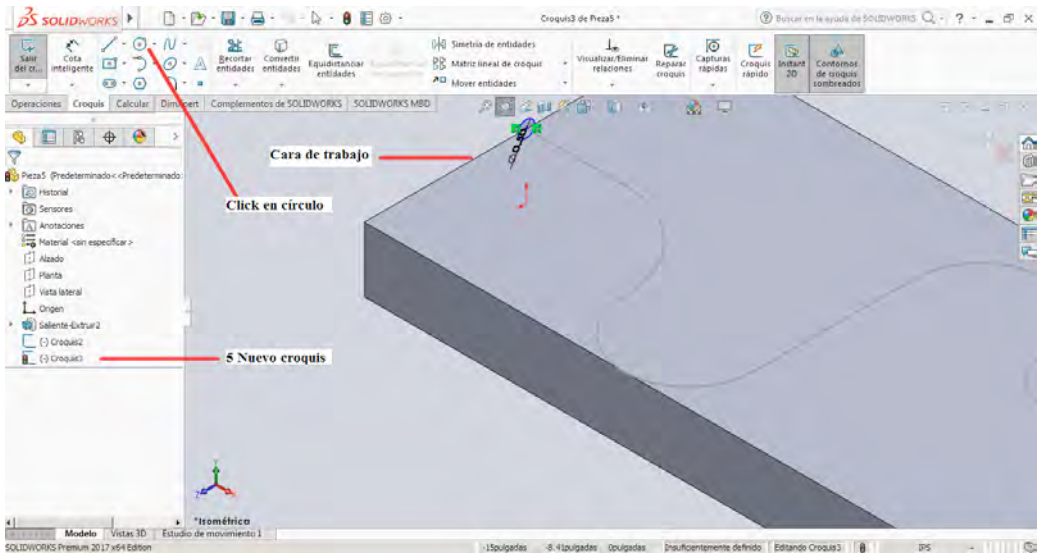 SOLIDWORKS
Croquis3 de Pieza5 *
Buscar en la ayuda de SOLIDWORKS
Salir del cr...
Cota inteligente
Recortar entidades
Convertir entidades
Equidistanciar entidades
Simetría de entidades
Matriz lineal de croquis
Mover entidades
Visualizar/Eliminar relaciones
Reparar croquis
Capturas rápidas
Croquis rápido
Instant 2D
Contornos de croquis sombreados
Operaciones Croquis Calcular DimXpert Complementos de SOLIDWORKS SOLIDWORKS MBD
Cara de trabajo
Click en círculo
Pieza5 (Predeterminado<<Predeterminado
Historial
Sensores
Anotaciones
Material <sin especificar>
Alzado
Planta
Vista lateral
Origen
Saliente-Extruir2
(-) Croquis2
(-) Croquis3
5 Nuevo croquis
*Isométrica
Modelo Vistas 3D Estudio de movimiento 1
SOLIDWORKS Premium 2017 x64 Edition
-15pulgadas -8.41pulgadas 0pulgadas Insuficientemente definido Editando Croquis3 IPS